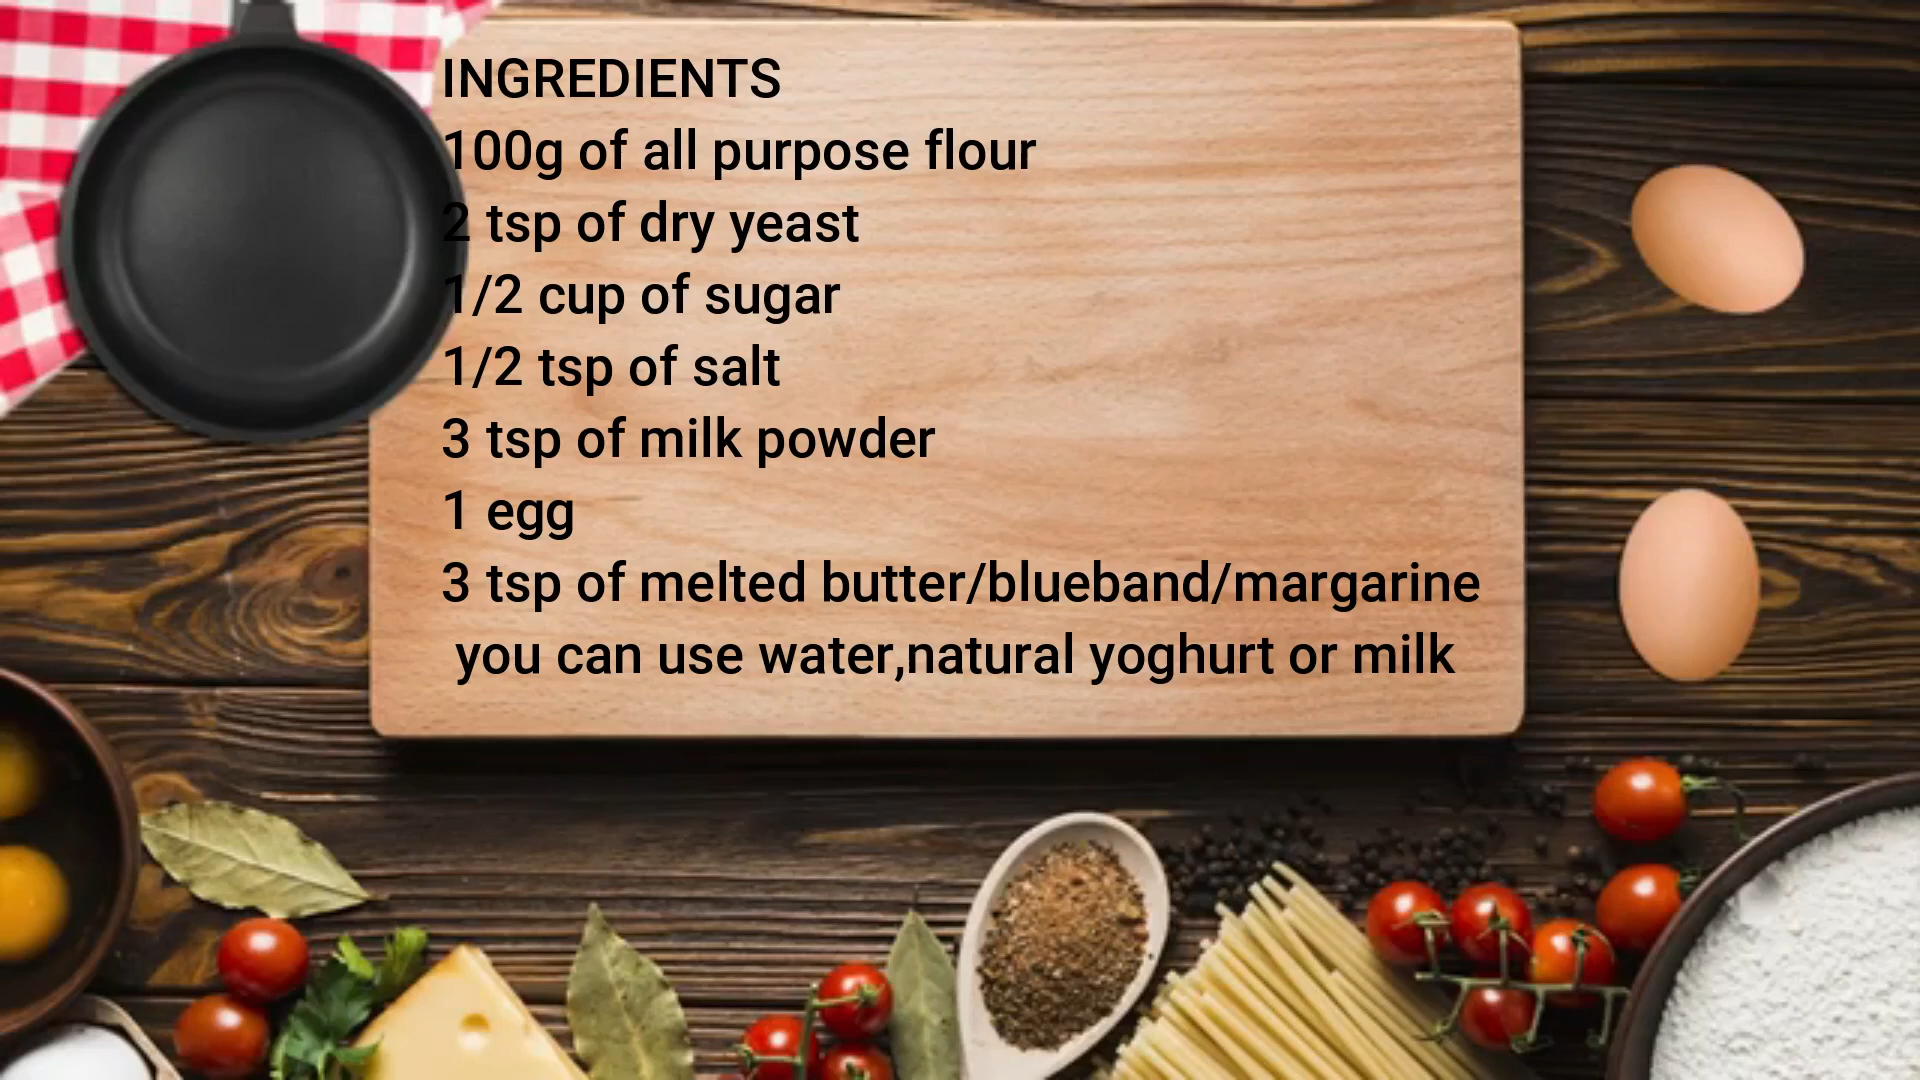 INGREDIENTS
100g of all purpose flour
2 tsp of dry yeast
1/2 cup of sugar
1/2 tsp of salt
3 tsp of milk powder
1 egg
3 tsp of melted butter/blueband/margarine
you can use water,natural yoghurt or milk